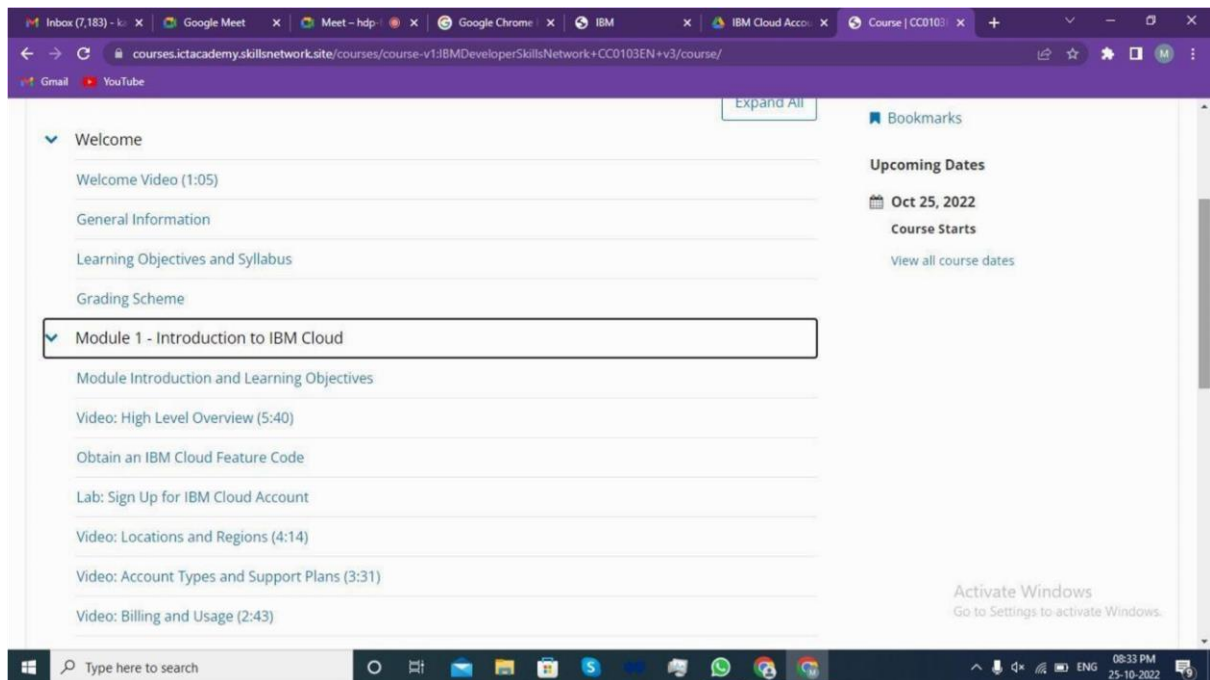 Inbox (7,183) - ka
Google Meet
Meet – hdp-
Google Chrome
IBM
IBM Cloud Accou
Course | CC0103
courses.ictacademy.skillsnetwork.site/courses/course-v1:IBMDeveloperSkillsNetwork+CC0103EN+v3/course/
M
Gmail
YouTube
Expand All
Bookmarks
Welcome
Welcome Video (1:05)
General Information
Learning Objectives and Syllabus
Grading Scheme
Module 1 - Introduction to IBM Cloud
Module Introduction and Learning Objectives
Video: High Level Overview (5:40)
Obtain an IBM Cloud Feature Code
Lab: Sign Up for IBM Cloud Account
Video: Locations and Regions (4:14)
Video: Account Types and Support Plans (3:31)
Video: Billing and Usage (2:43)
Upcoming Dates
Oct 25, 2022
Course Starts
View all course dates
Activate Windows
Go to Settings to activate Windows.
Type here to search
ENG
08:33 PM
25-10-2022